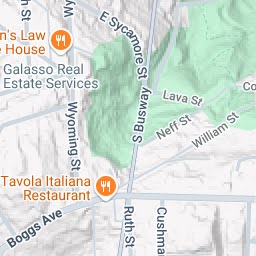 E Sycamore St
n's Law
e House
Galasso Real
Estate Services
Wyoming St
S Busway
Lava St
Co
Neff St
William St
Tavola Italiana
Restaurant
Boggs Ave
Ruth St
Cushma